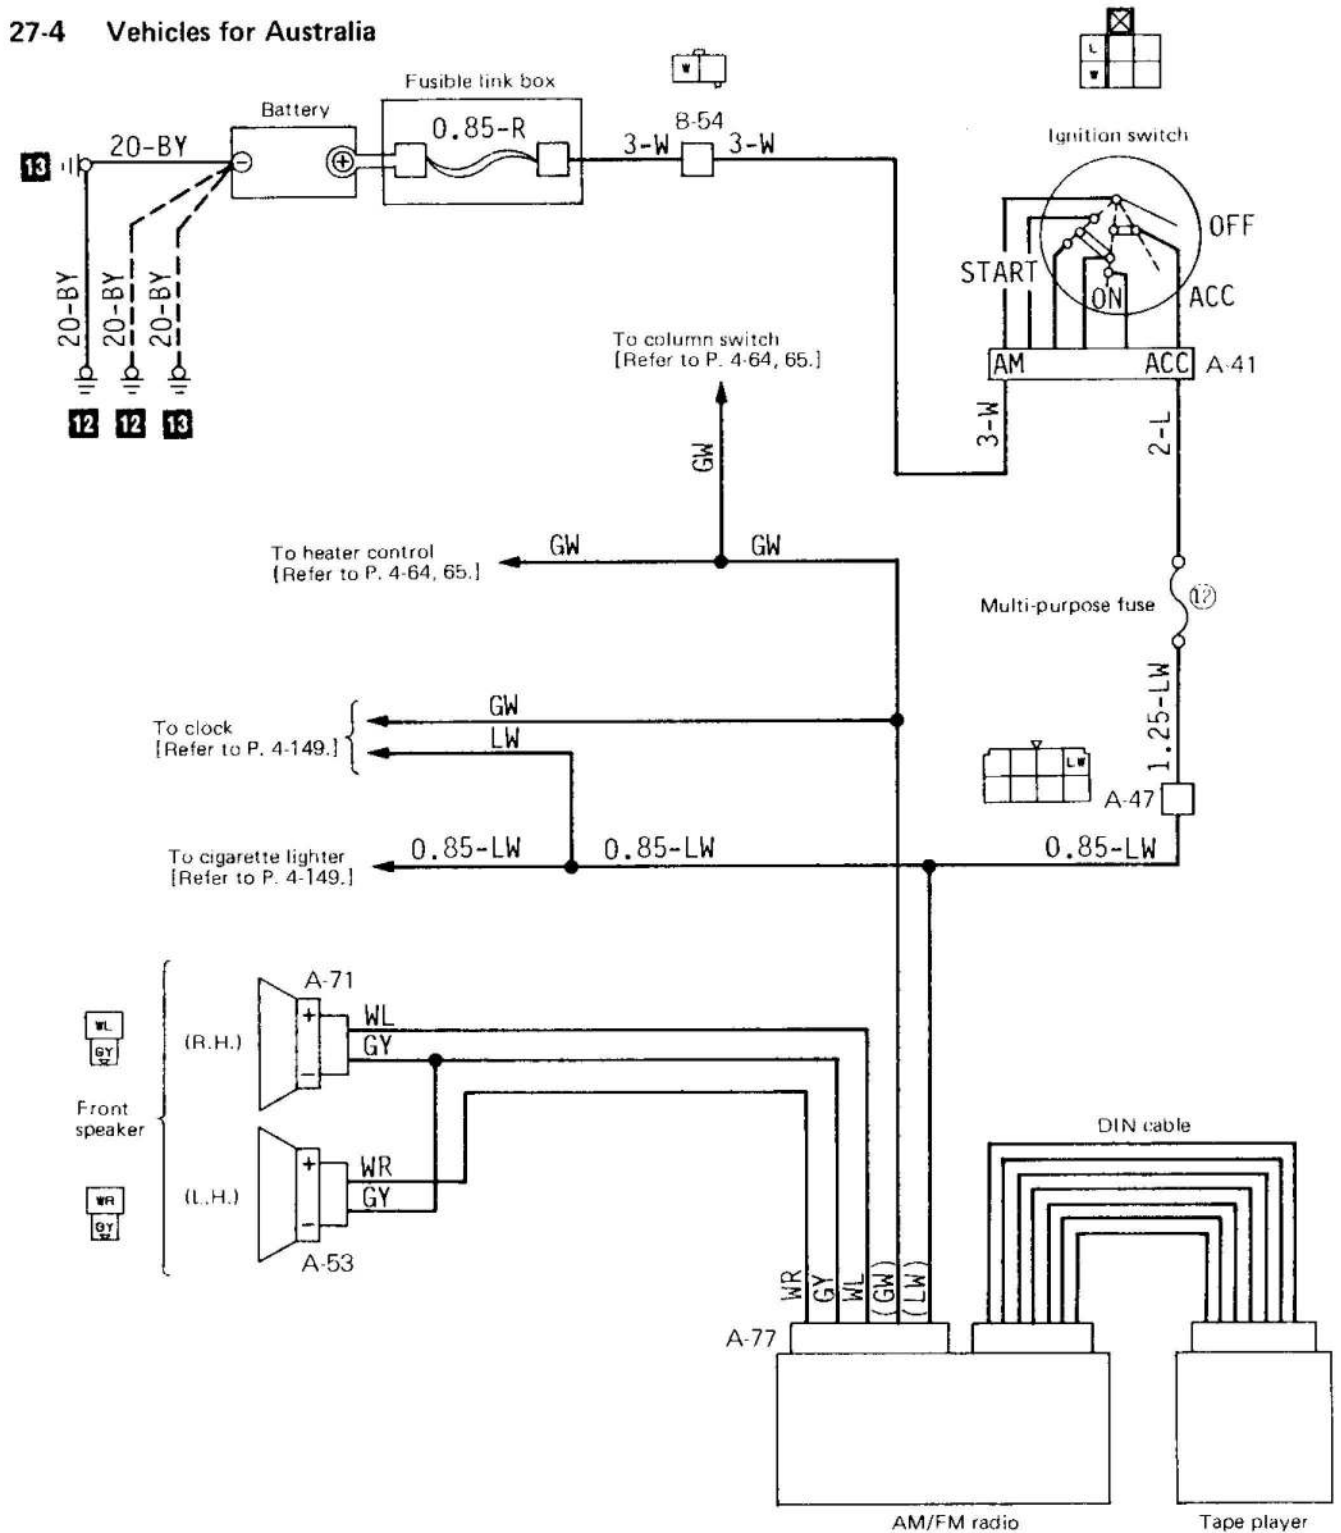 27-4 Vehicles for Australia
Fusible link box
Battery
W
L
W
B-54
Ignition switch
20-BY
0.85-R
3-W
3-W
13
OFF
START
ON
ACC
20-BY
20-BY
20-BY
To column switch
[Refer to P. 4-64, 65.]
AM
ACC
A-41
12
12
13
3-W
2-L
GW
To heater control
[Refer to P. 4-64, 65.]
GW
GW
Multi-purpose fuse
12
To clock
[Refer to P. 4-149.]
GW
LW
1.25-LW
LW
A-47
To cigarette lighter
[Refer to P. 4-149.]
0.85-LW
0.85-LW
0.85-LW
A-71
WL
GY
(R.H.)
+
−
WL
GY
Front
speaker
DIN cable
WR
GY
(L.H.)
+
−
WR
GY
A-53
WR
GY
WL
(GW)
(LW)
A-77
AM/FM radio
Tape player